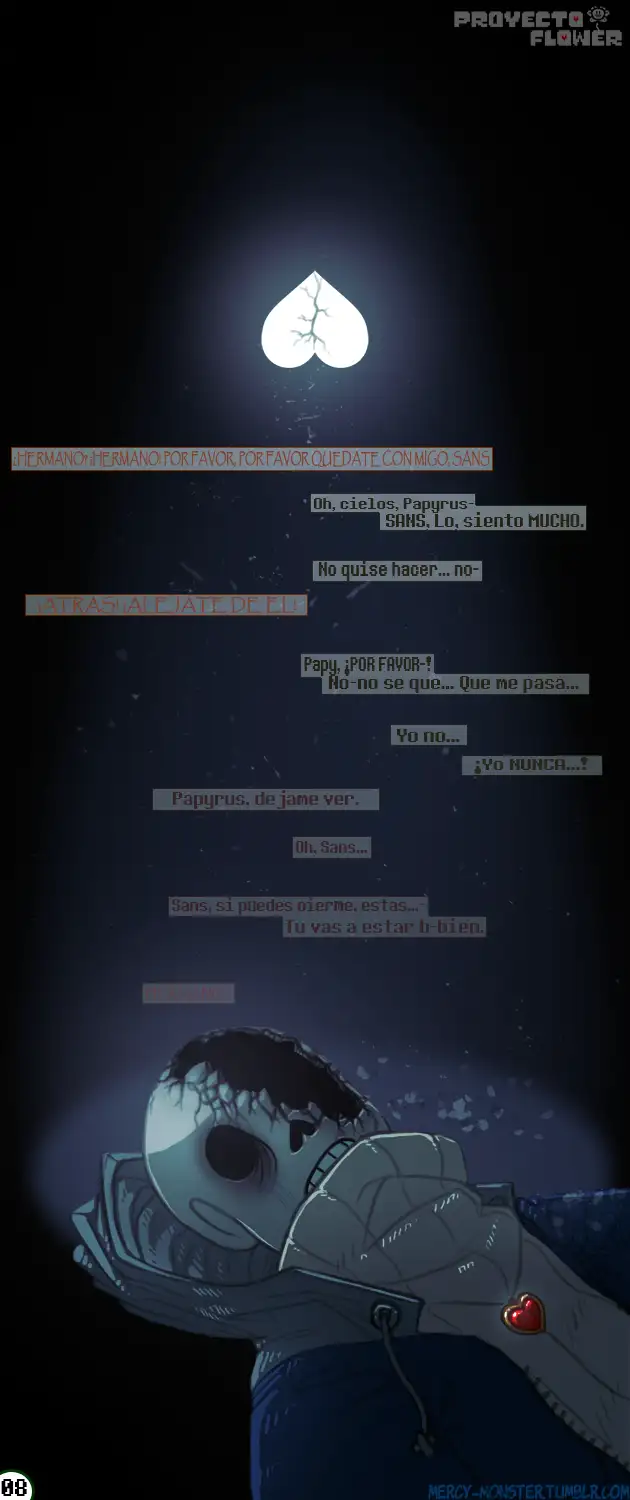 PROYECTO
FLOWER
¡HERMANO! ¡HERMANO! POR FAVOR, POR FAVOR QUEDATE CON MIGO, SANS
Oh, cielos, Papyrus-
SANS, Lo, siento MUCHO.
No quise hacer... no-
¡ATRAS! ¡ALEJATE DE EL!
Papy, ¡POR FAVOR-!
No-no se que... Que me pasa...
Yo no...
¡Yo NUNCA...!
Papyrus, dejame ver.
Oh, Sans...
Sans, si puedes oierme, estas...-
Tu vas a estar b-bien.
08
MERCY-MONSTER.TUMBLR.COM